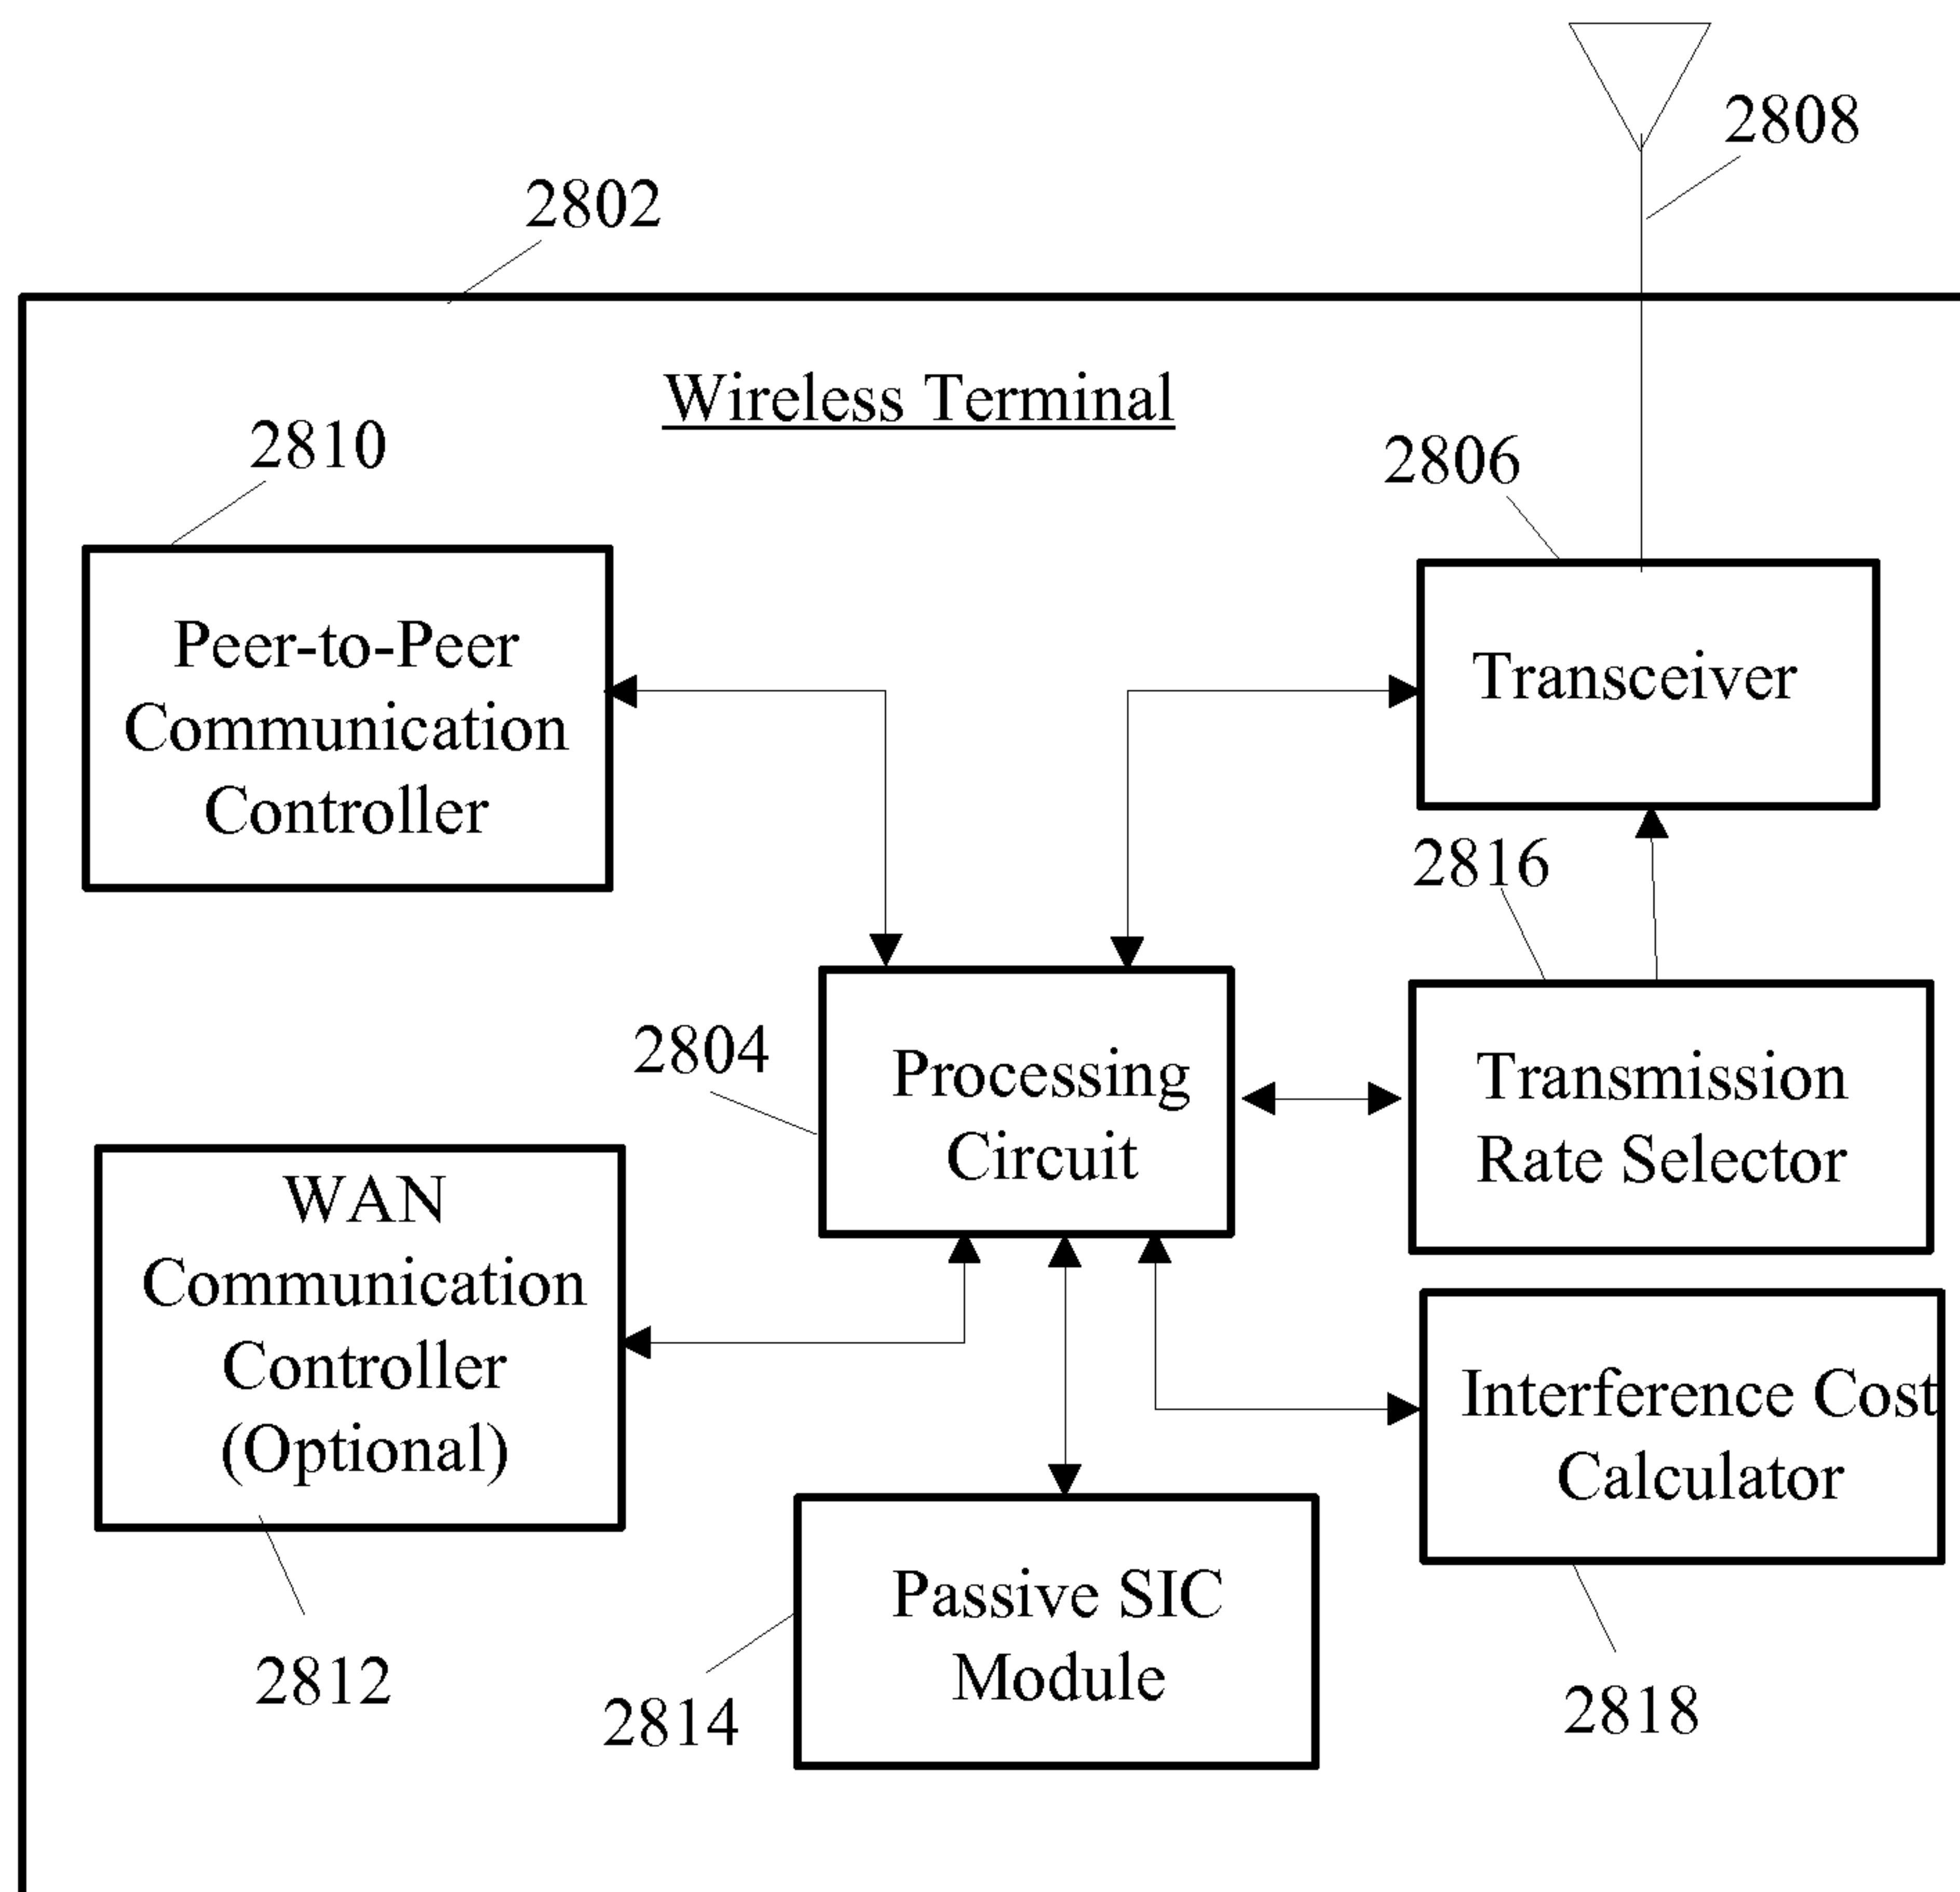 2808
2802
Wireless Terminal
2810
2806
Peer-to-Peer
Communication
Controller
Transceiver
2816
2804
Processing
Circuit
Transmission
Rate Selector
WAN
Communication
Controller
(Optional)
Interference Cost
Calculator
Passive SIC
Module
2812
2814
2818